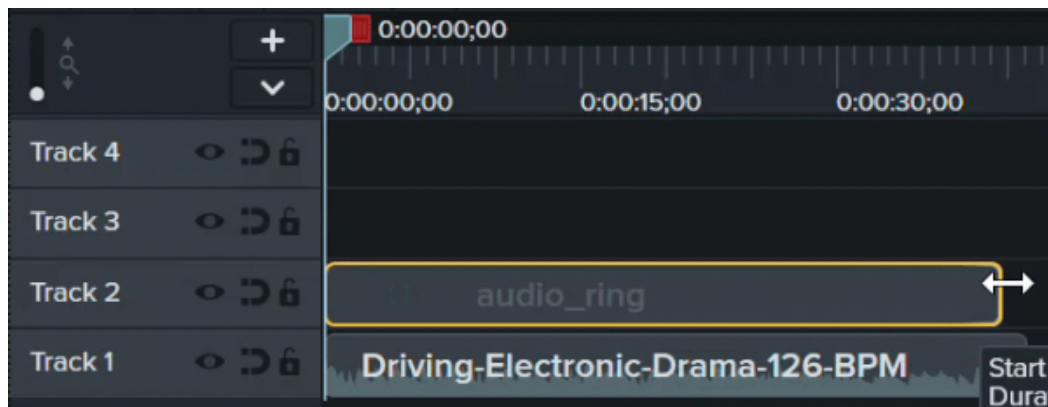 0:00:00;00
0:00:00;00 0:00:15;00 0:00:30;00
Track 4
Track 3
Track 2 audio_ring
Track 1 Driving-Electronic-Drama-126-BPM
Start
Dura